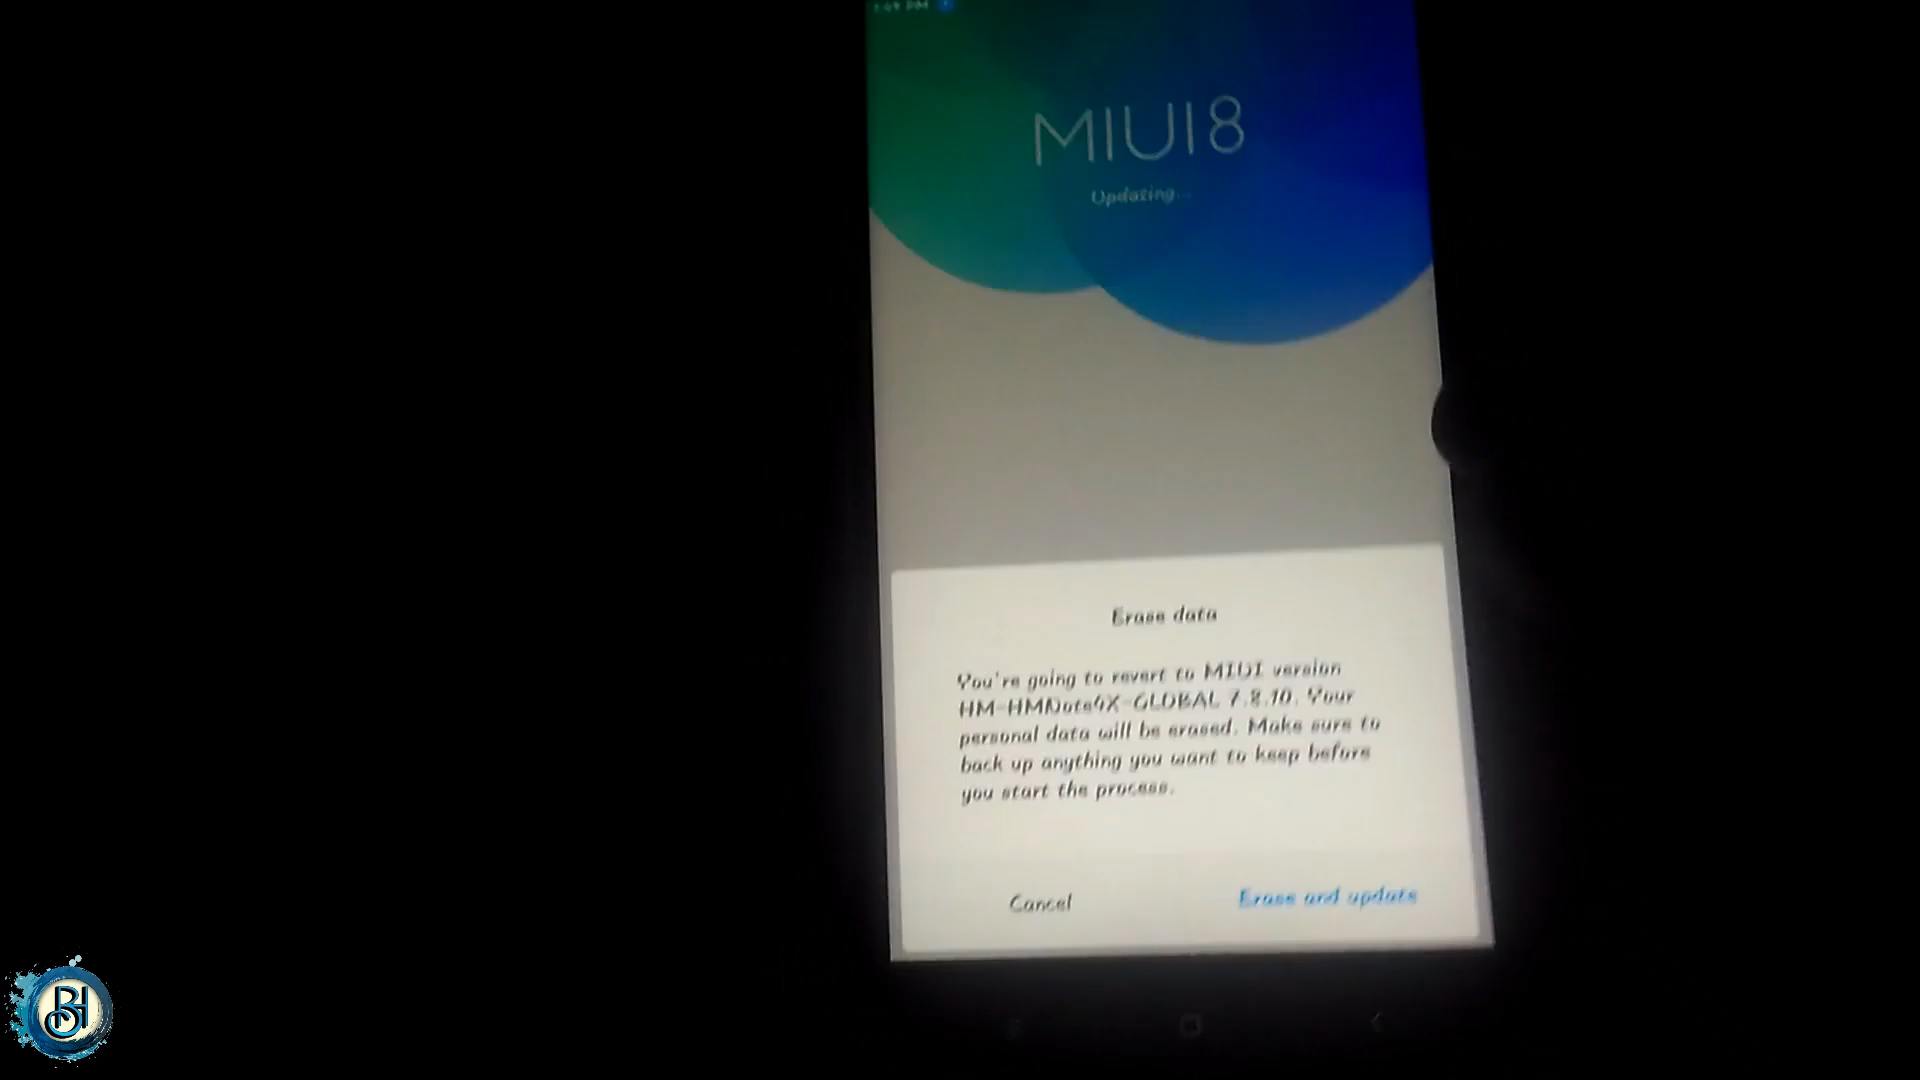 MIUI 8
Updating...
Erase data
You're going to revert to MIUI version
HM-HMNote4X-GLOBAL 7.8.10. Your
personal data will be erased. Make sure to
back up anything you want to keep before
you start the process.
Cancel
Erase and update